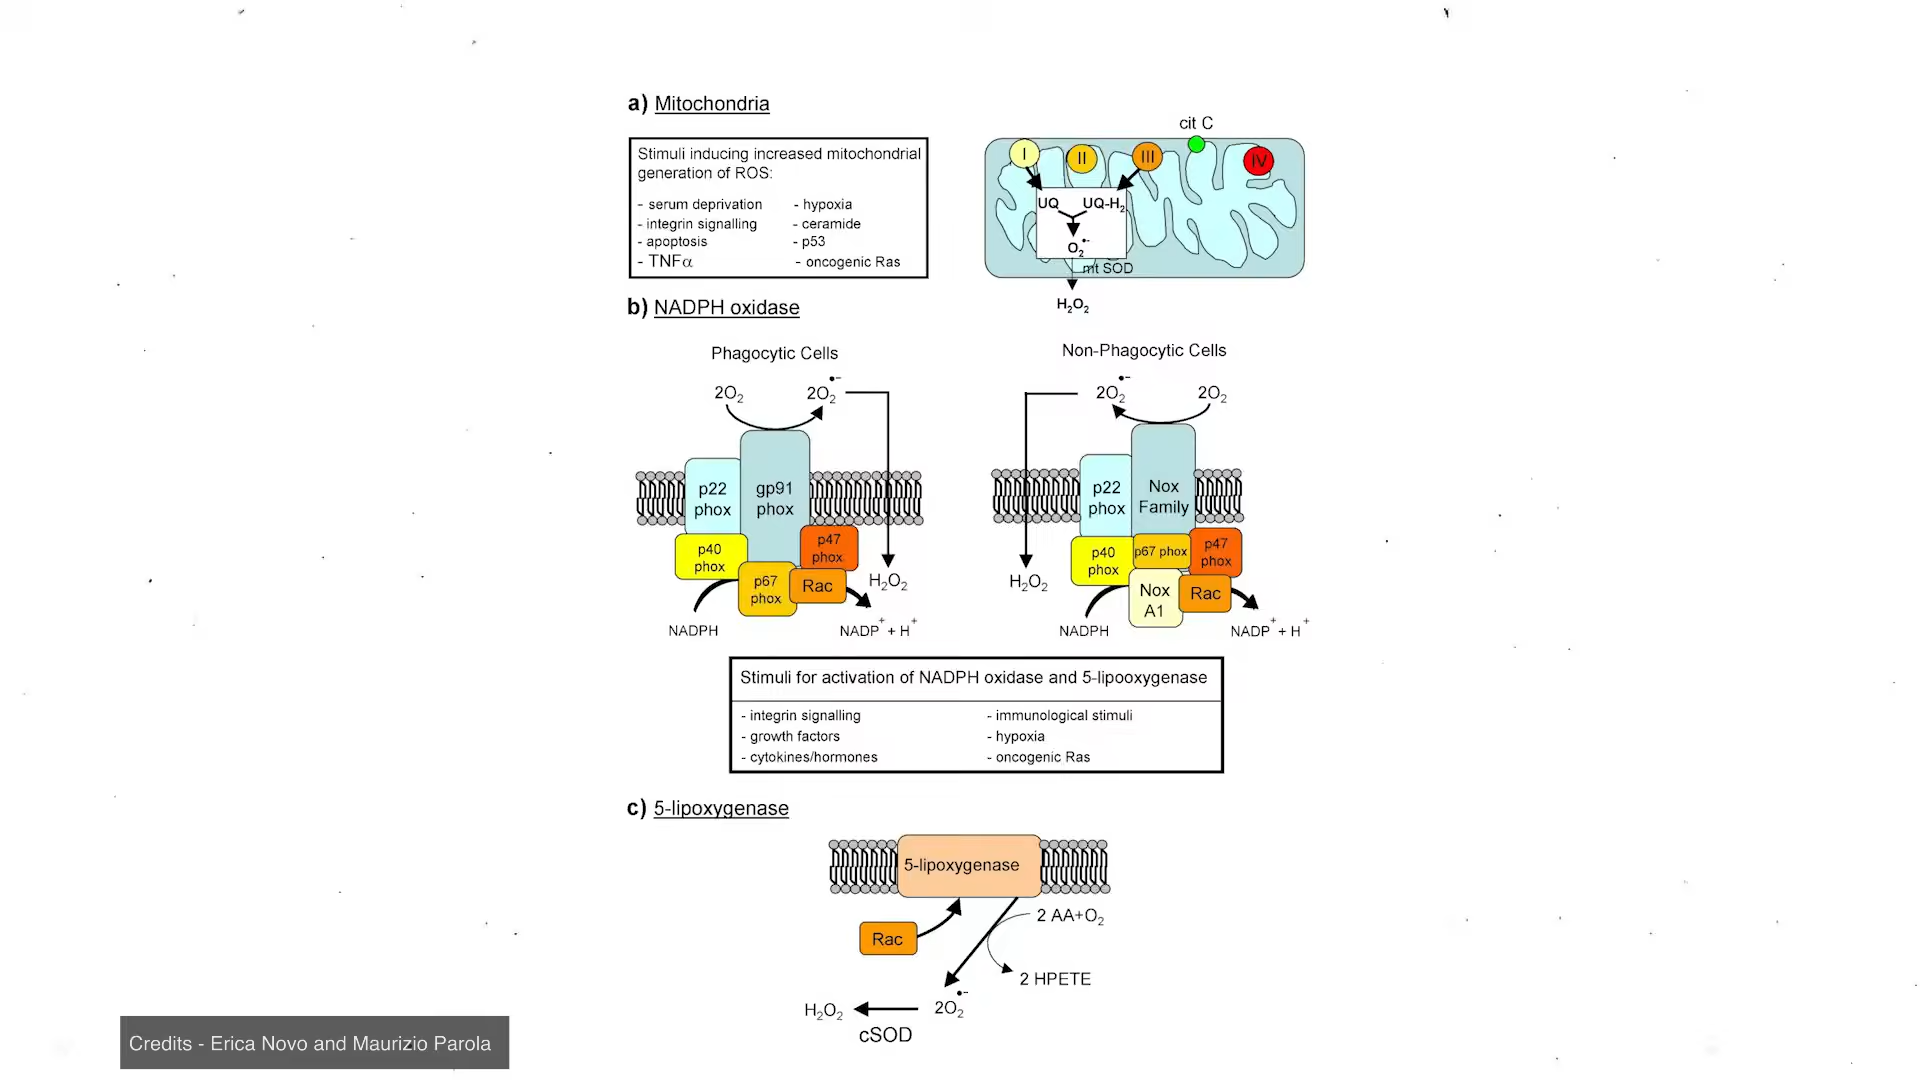 a) Mitochondria
Stimuli inducing increased mitochondrial
generation of ROS:
- serum deprivation
- integrin signalling
- apoptosis
- TNFα
- hypoxia
- ceramide
- p53
- oncogenic Ras
cit C
I
II
III
IV
UQ
UQ-H₂
O₂•-
mt SOD
H₂O₂
b) NADPH oxidase
Phagocytic Cells
2O₂
2O₂•-
p22
phox
gp91
phox
p40
phox
p47
phox
p67
phox
Rac
H₂O₂
NADPH
NADP+ + H+
Non-Phagocytic Cells
2O₂•-
2O₂
p22
phox
Nox
Family
p40
phox
p67 phox
p47
phox
Nox
A1
Rac
H₂O₂
NADPH
NADP+ + H+
Stimuli for activation of NADPH oxidase and 5-lipooxygenase
- integrin signalling
- growth factors
- cytokines/hormones
- immunological stimuli
- hypoxia
- oncogenic Ras
c) 5-lipoxygenase
5-lipoxygenase
Rac
2 AA+O₂
2 HPETE
2O₂•-
H₂O₂
cSOD
Credits - Erica Novo and Maurizio Parola